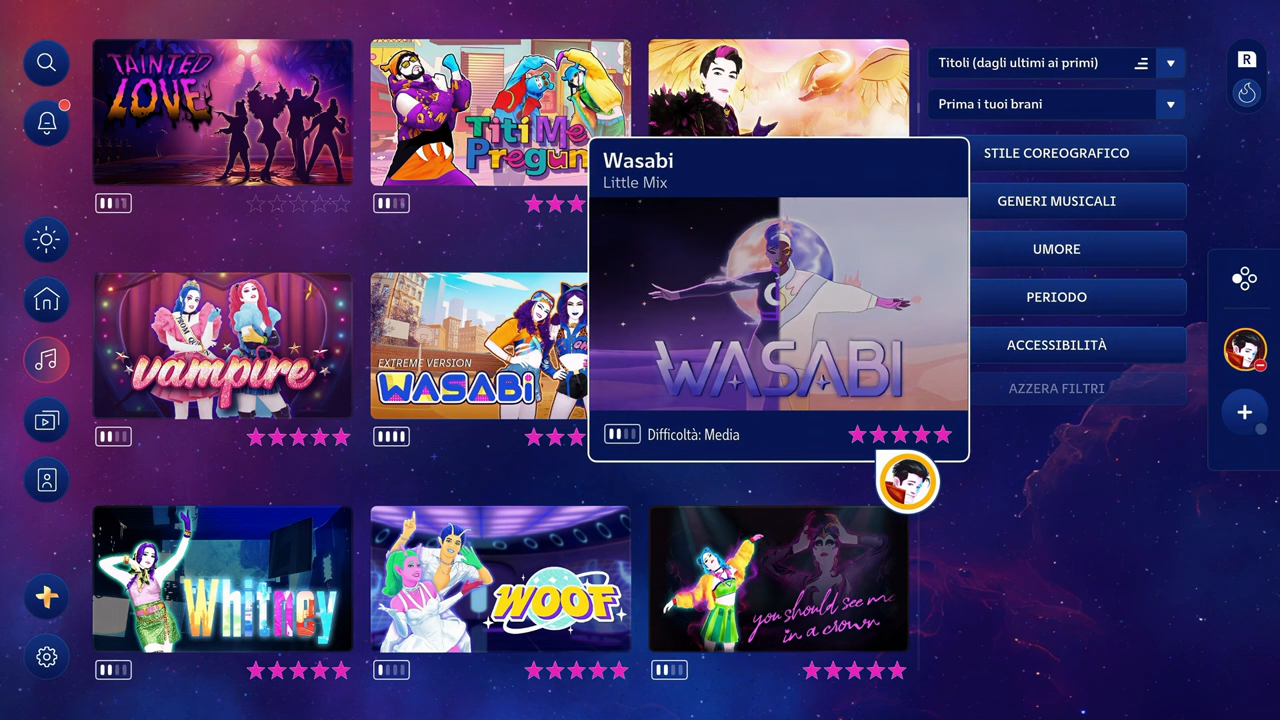 TAINTED
LOVE
Titi Me
Pregun
Titoli (dagli ultimi ai primi)
R
Prima i tuoi brani
Wasabi
Little Mix
WASABI
Difficoltà: Media
STILE COREOGRAFICO
GENERI MUSICALI
UMORE
PERIODO
ACCESSIBILITÀ
AZZERA FILTRI
vampire
EXTREME VERSION
WASABi
Whitney
WOOF
you should see me
in a crown